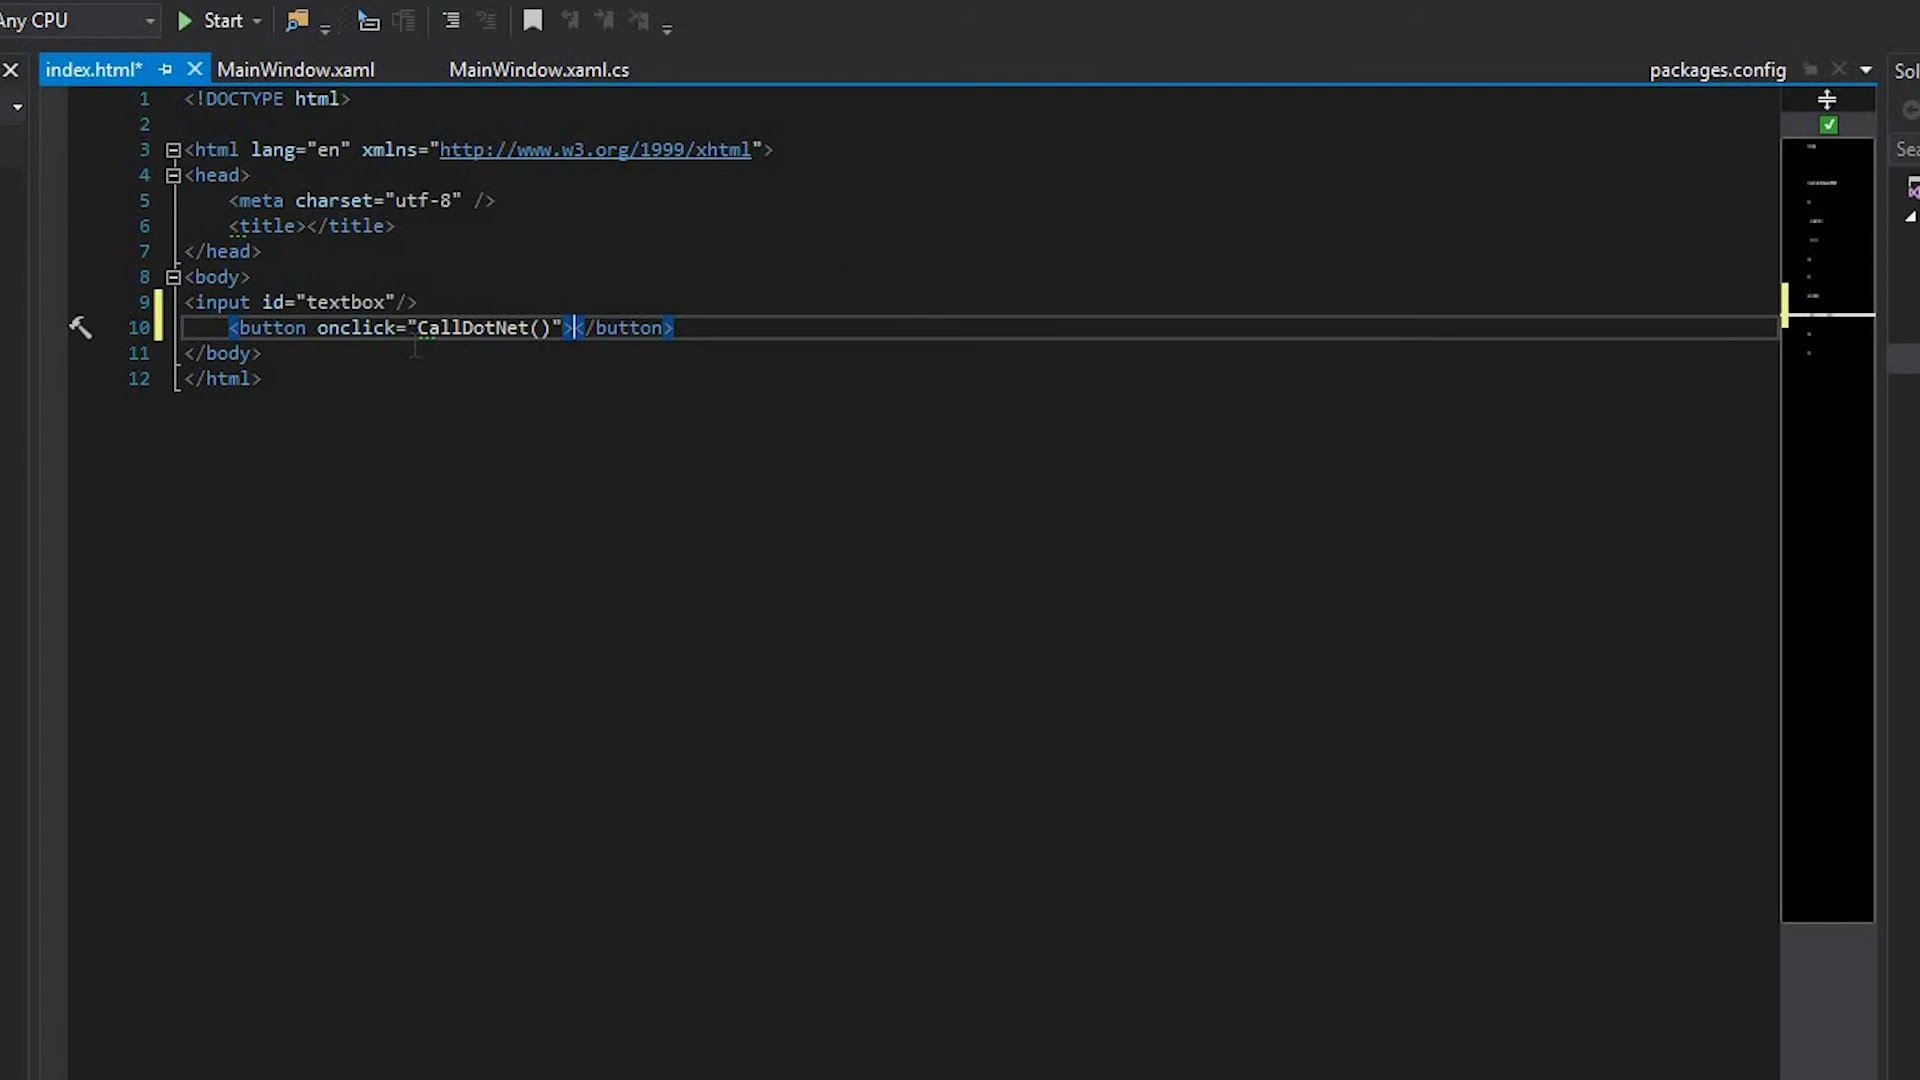 Any CPU Start
index.html* MainWindow.xaml MainWindow.xaml.cs packages.config Sol
1 <!DOCTYPE html>
2
3 <html lang="en" xmlns="http://www.w3.org/1999/xhtml">
4 <head>
5 <meta charset="utf-8" />
6 <title></title>
7 </head>
8 <body>
9 <input id="textbox"/>
10 <button onclick="CallDotNet()"></button>
11 </body>
12 </html>
Sea